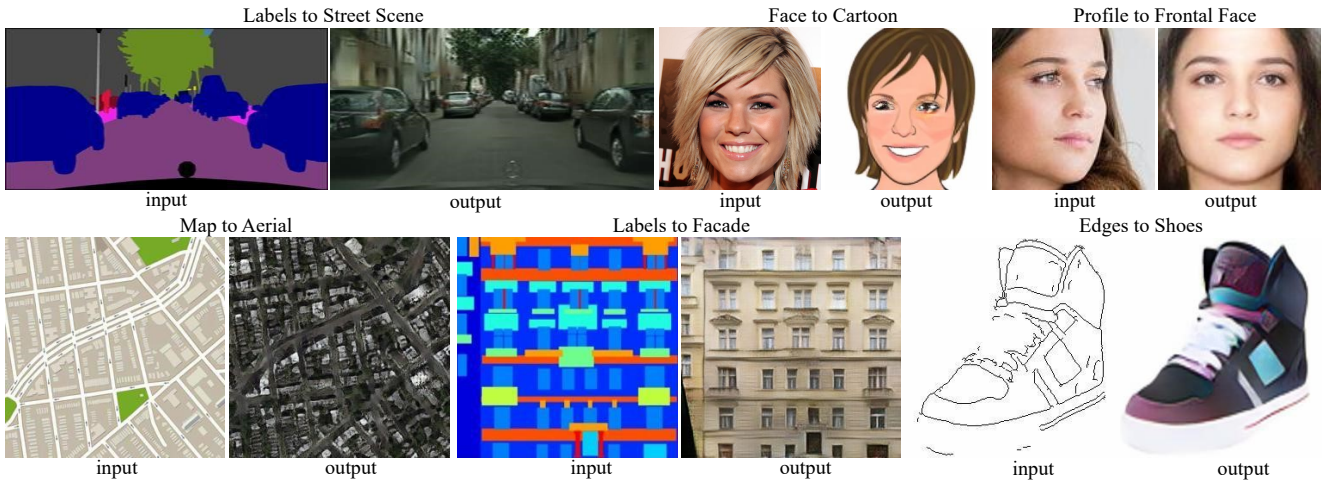 Labels to Street Scene
Face to Cartoon
Profile to Frontal Face
input
output
input
output
input
output
Map to Aerial
Labels to Facade
Edges to Shoes
input
output
input
output
input
output